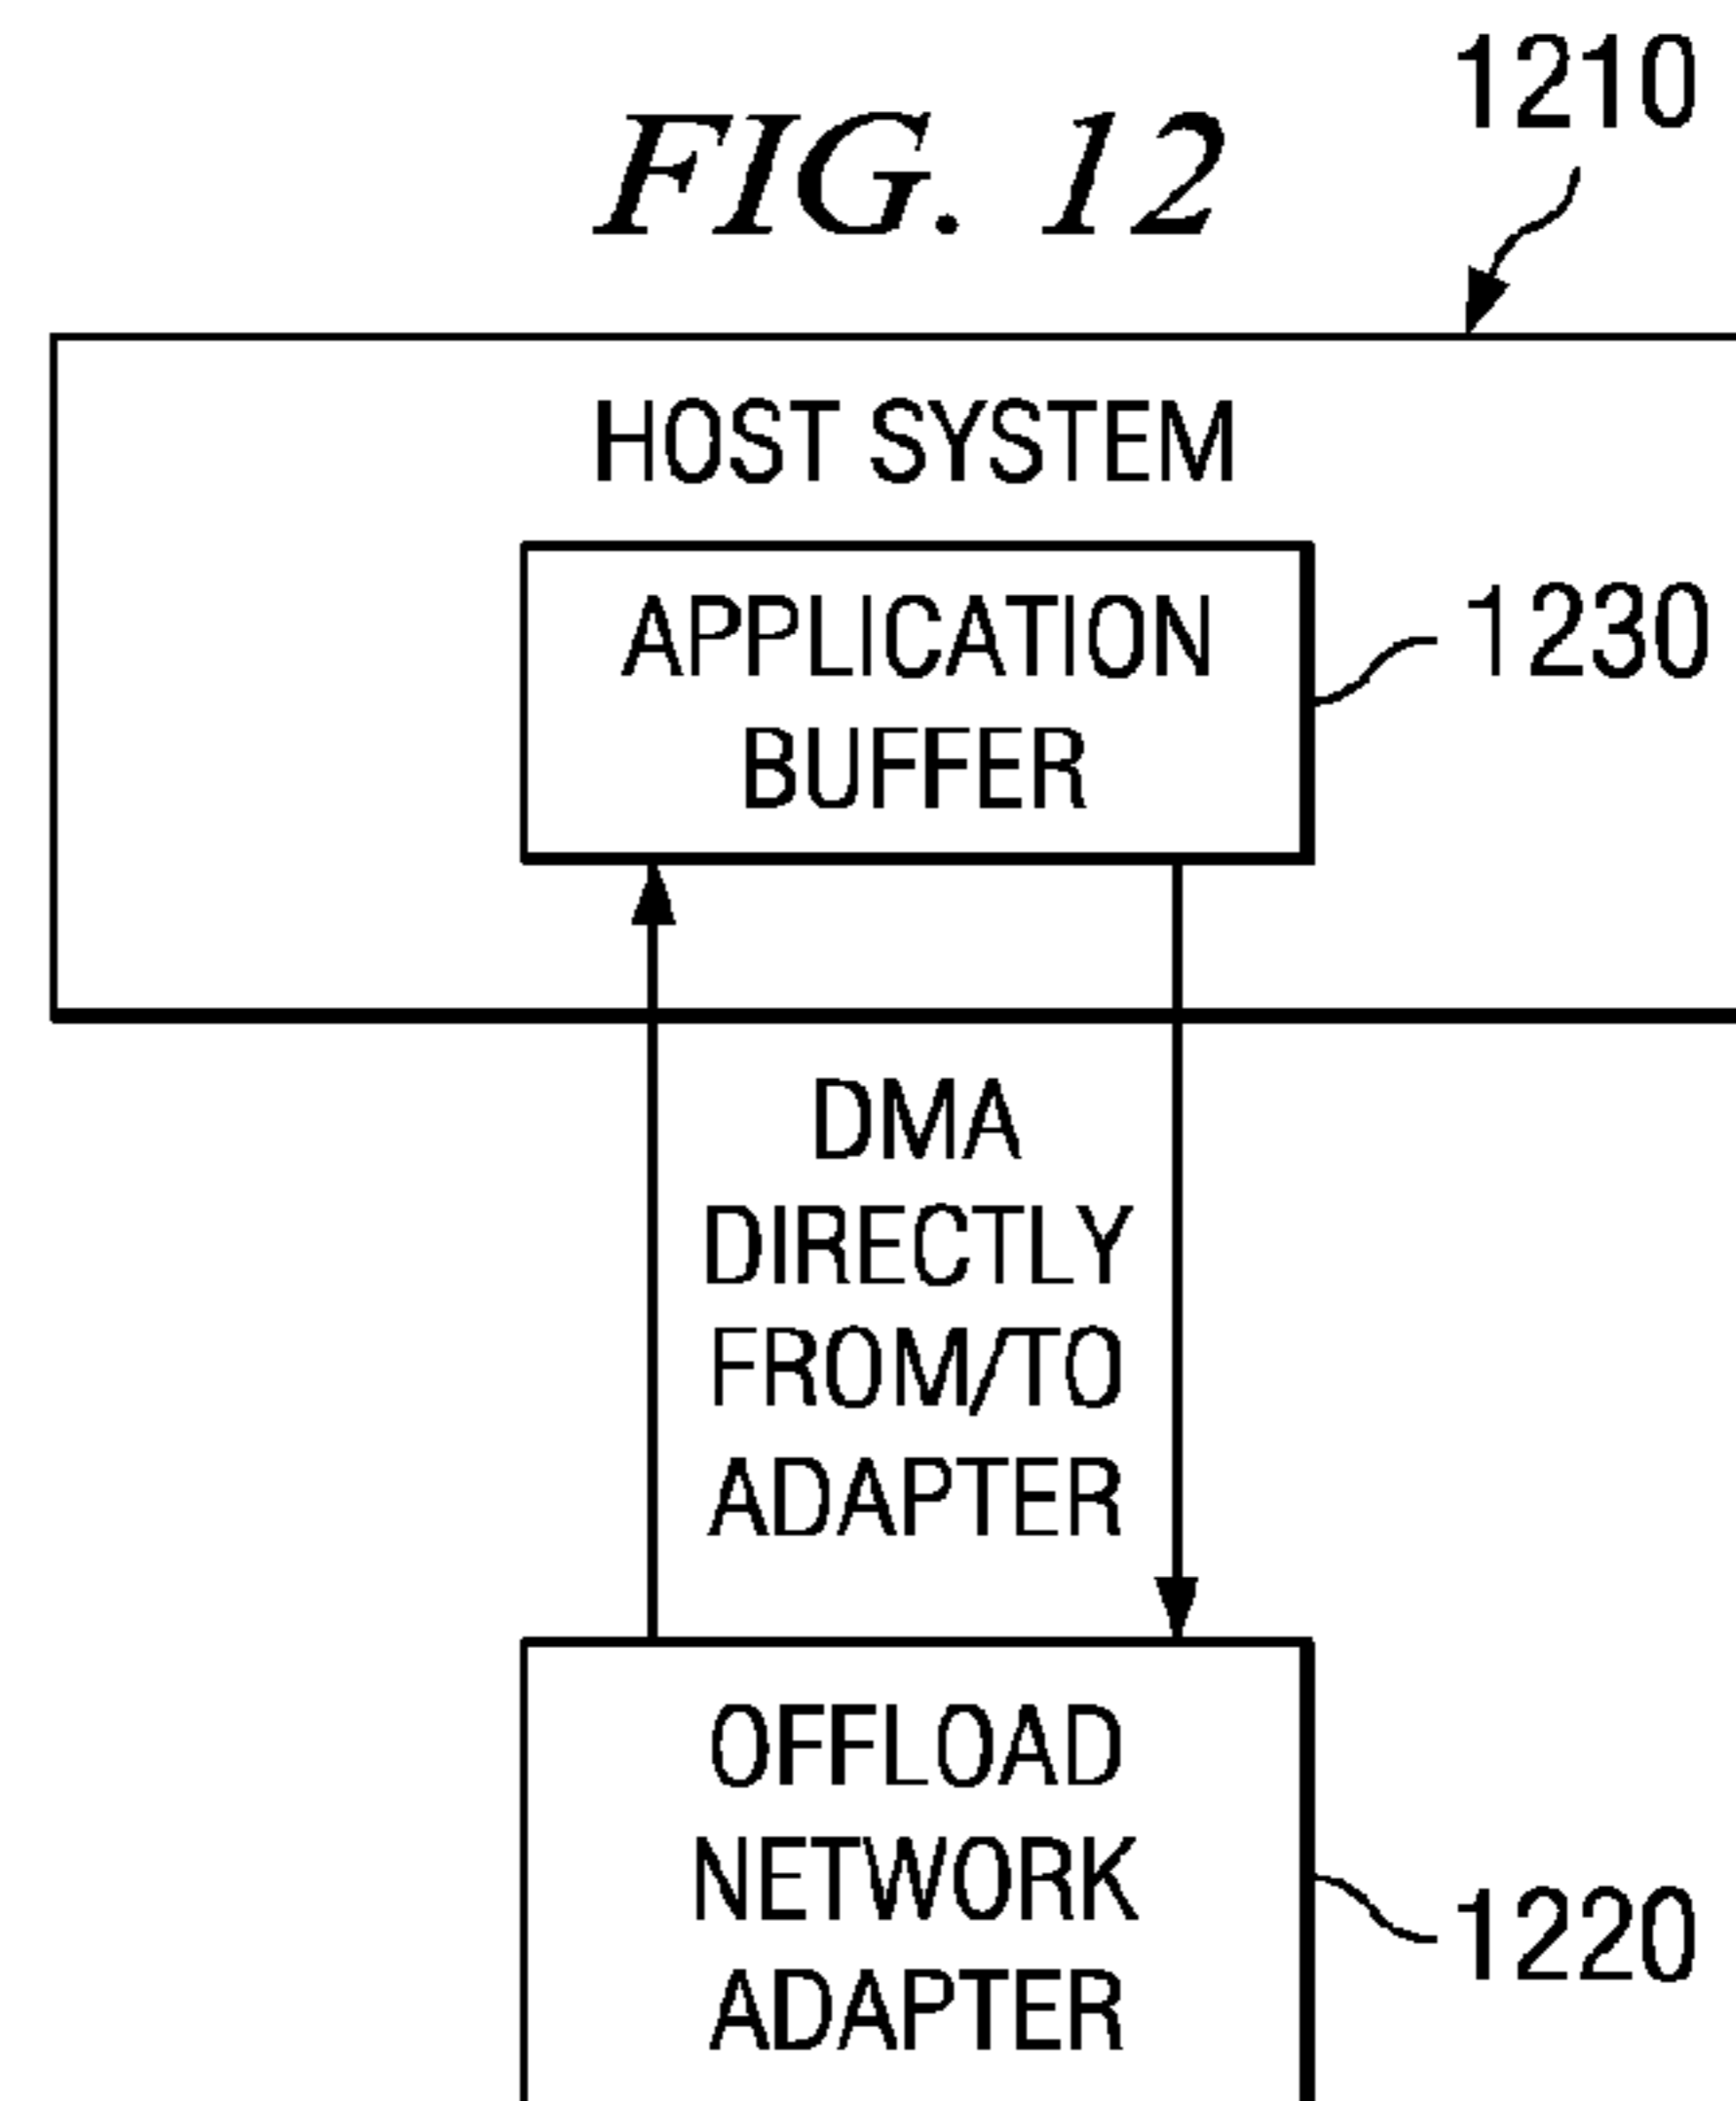 1210
FIG. 12
HOST SYSTEM
APPLICATION
BUFFER
1230
DMA
DIRECTLY
FROM/TO
ADAPTER
OFFLOAD
NETWORK
ADAPTER
1220